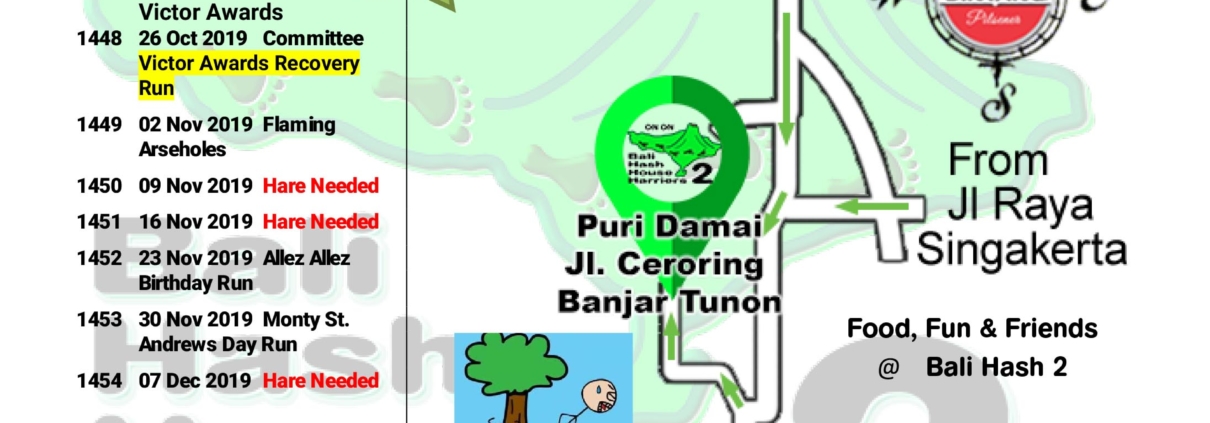 Victor Awards
1448 26 Oct 2019 Committee
Victor Awards Recovery
Run
1449 02 Nov 2019 Flaming
Arseholes
1450 09 Nov 2019 Hare Needed
1451 16 Nov 2019 Hare Needed
1452 23 Nov 2019 Allez Allez
Birthday Run
1453 30 Nov 2019 Monty St.
Andrews Day Run
1454 07 Dec 2019 Hare Needed
Bali
Hash
2
ON ON
Bali
Hash
House
Harriers 2
Puri Damai
Jl. Ceroring
Banjar Tunon
Pilsener
S
From
Jl Raya
Singakerta
Food, Fun & Friends
@ Bali Hash 2